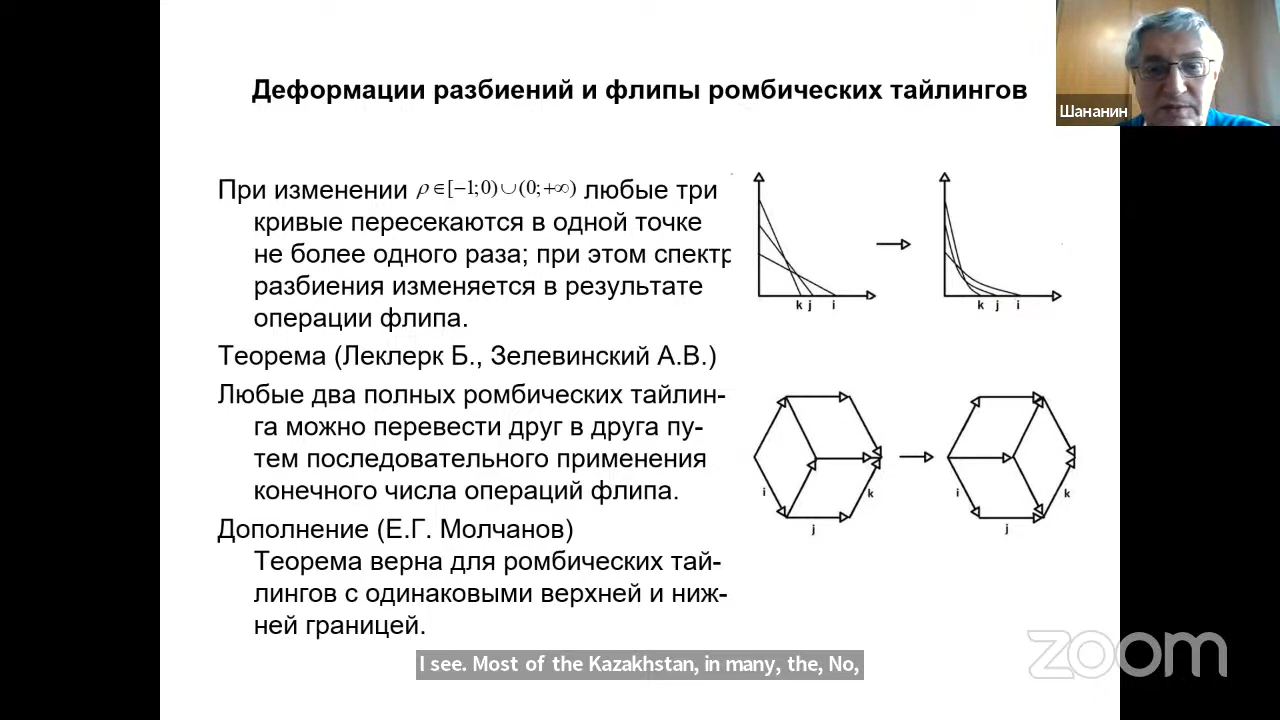 Деформации разбиений и флипы ромбических тайлингов
Шананин
При изменении ρ∈[−1;0)∪(0;+∞) любые три
кривые пересекаются в одной точке
не более одного раза; при этом спектр
разбиения изменяется в результате
операции флипа.
k j i
k j i
Теорема (Леклерк Б., Зелевинский А.В.)
Любые два полных ромбических тайлин-
га можно перевести друг в друга пу-
тем последовательного применения
конечного числа операций флипа.
i k i k
j j
Дополнение (Е.Г. Молчанов)
Теорема верна для ромбических тай-
лингов с одинаковыми верхней и ниж-
ней границей.
I see. Most of the Kazakhstan, in many, the, No,
zoom